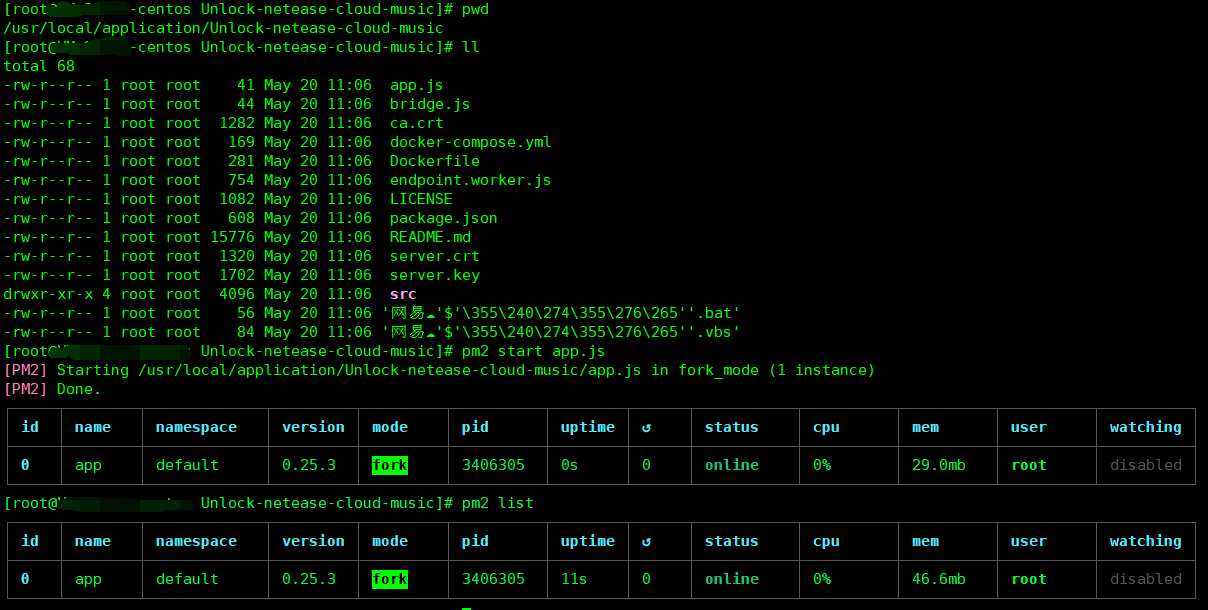 [root@ -centos Unlock-netease-cloud-music]# pwd
/usr/local/application/Unlock-netease-cloud-music
[root@ -centos Unlock-netease-cloud-music]# ll
total 68
-rw-r--r-- 1 root root    41 May 20 11:06  app.js
-rw-r--r-- 1 root root    44 May 20 11:06  bridge.js
-rw-r--r-- 1 root root  1282 May 20 11:06  ca.crt
-rw-r--r-- 1 root root   169 May 20 11:06  docker-compose.yml
-rw-r--r-- 1 root root   281 May 20 11:06  Dockerfile
-rw-r--r-- 1 root root   754 May 20 11:06  endpoint.worker.js
-rw-r--r-- 1 root root  1082 May 20 11:06  LICENSE
-rw-r--r-- 1 root root   608 May 20 11:06  package.json
-rw-r--r-- 1 root root 15776 May 20 11:06  README.md
-rw-r--r-- 1 root root  1320 May 20 11:06  server.crt
-rw-r--r-- 1 root root  1702 May 20 11:06  server.key
drwxr-xr-x 4 root root  4096 May 20 11:06  src
-rw-r--r-- 1 root root    56 May 20 11:06 '网易☁'$'\355\240\274\355\276\265''.bat'
-rw-r--r-- 1 root root    84 May 20 11:06 '网易☁'$'\355\240\274\355\276\265''.vbs'
[root@ Unlock-netease-cloud-music]# pm2 start app.js
[PM2] Starting /usr/local/application/Unlock-netease-cloud-music/app.js in fork_mode (1 instance)
[PM2] Done.
id name namespace version mode pid uptime ↺ status cpu mem user watching
0 app default 0.25.3 fork 3406305 0s 0 online 0% 29.0mb root disabled
[root@ Unlock-netease-cloud-music]# pm2 list
id name namespace version mode pid uptime ↺ status cpu mem user watching
0 app default 0.25.3 fork 3406305 11s 0 online 0% 46.6mb root disabled